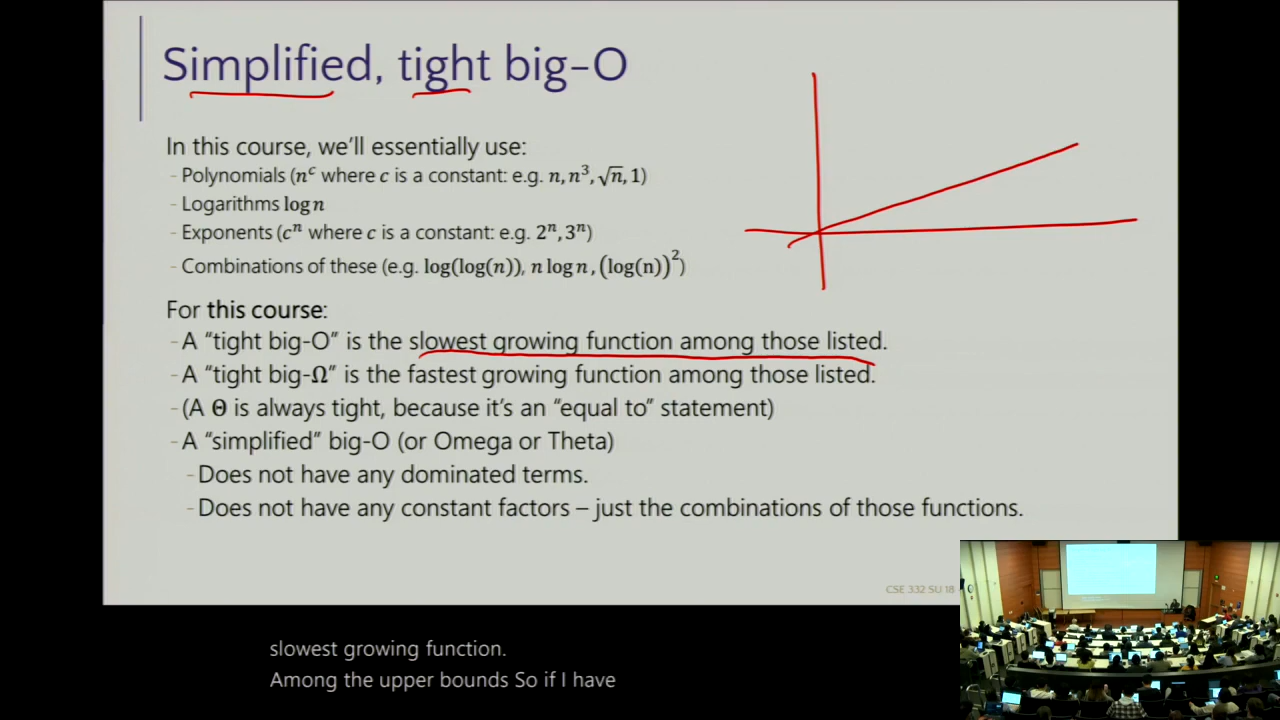 Simplified, tight big-O
In this course, we'll essentially use:
- Polynomials (n^c where c is a constant: e.g. n, n³, √n, 1)
- Logarithms log n
- Exponents (c^n where c is a constant: e.g. 2^n, 3^n)
- Combinations of these (e.g. log(log(n)), n log n, (log(n))²)
For this course:
- A “tight big-O” is the slowest growing function among those listed.
- A “tight big-Ω” is the fastest growing function among those listed.
- (A Θ is always tight, because it's an “equal to” statement)
- A “simplified” big-O (or Omega or Theta)
- Does not have any dominated terms.
- Does not have any constant factors – just the combinations of those functions.
CSE 332 SU 18
slowest growing function.
Among the upper bounds So if I have